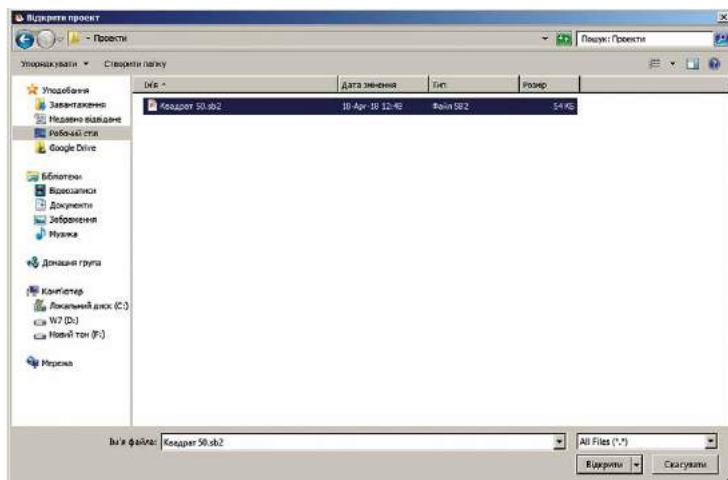 Відкрити проект
- Проекти
Пошук: Проекти
Упорядкувати
Створити папку
Ім'я
Дата змінення
Тип
Розмір
Квадрат 50.sb2
18-Apr-18 12:48
Файл SB2
54 КБ
Уподобання
Завантаження
Недавно відвідане
Робочий стіл
Google Drive
Бібліотеки
Відеозаписи
Документи
Зображення
Музика
Домашня група
Комп'ютер
Локальний диск (C:)
W7 (D:)
Новий том (F:)
Мережа
Ім'я файлу: Квадрат 50.sb2
All Files (*.*)
Відкрити
Скасувати